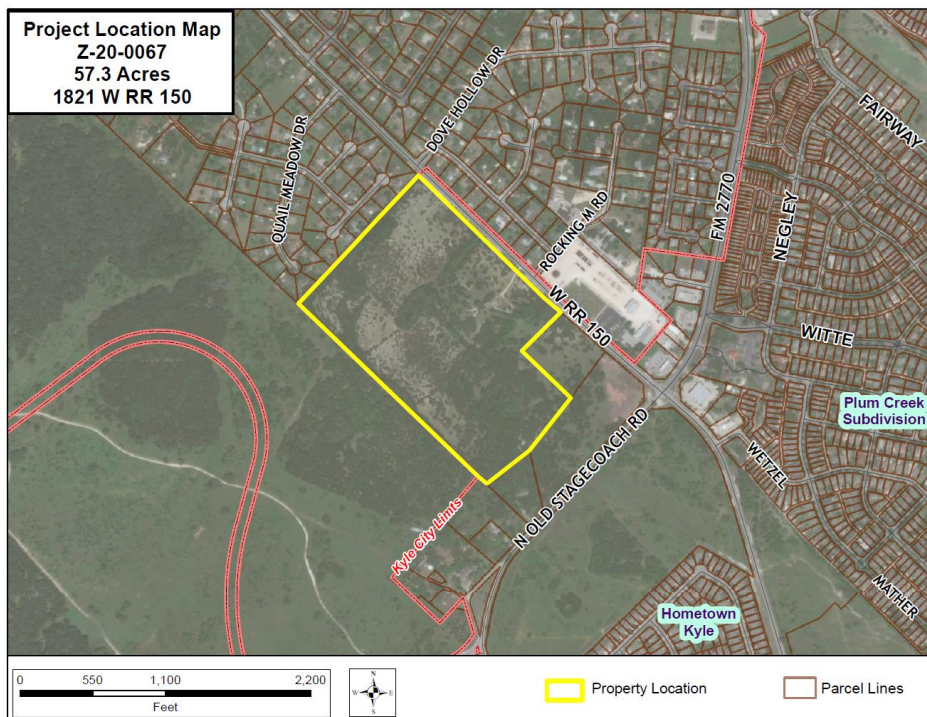 Project Location Map
Z-20-0067
57.3 Acres
1821 W RR 150
DOVE HOLLOW DR
QUAIL MEADOW DR
ROCKING M RD
W RR 150
FM 2770
FAIRWAY
NEGLEY
WITTE
Plum Creek
Subdivision
WETZEL
N OLD STAGECOACH RD
Kyle City Limts
MATHER
Hometown
Kyle
0 550 1,100 2,200
Feet
N
W E
S
Property Location
Parcel Lines